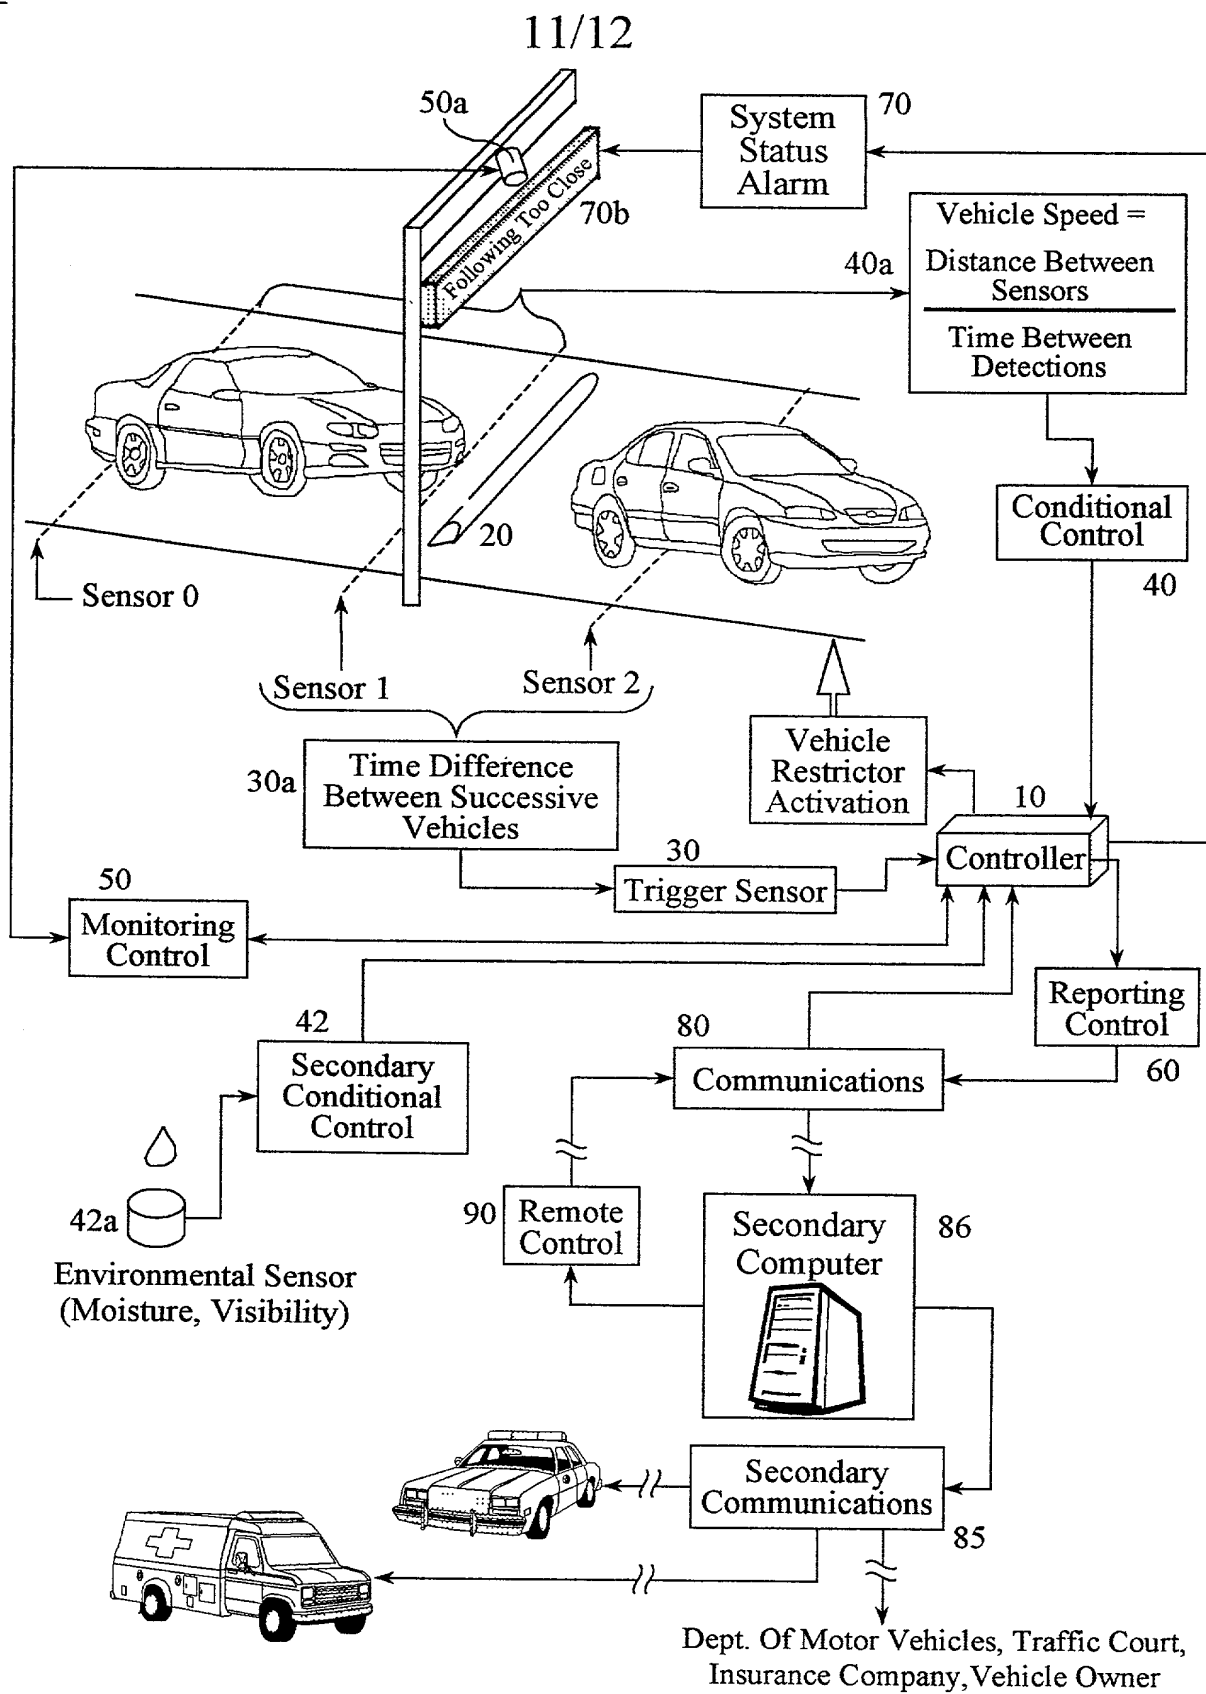 11/12
50a
System
Status
Alarm
70
Following Too Close
70b
40a
Vehicle Speed =
Distance Between
Sensors
Time Between
Detections
20
Conditional
Control
40
Sensor 0
Sensor 1
Sensor 2
Vehicle
Restrictor
Activation
30a
Time Difference
Between Successive
Vehicles
10
Controller
30
Trigger Sensor
50
Monitoring
Control
Reporting
Control
60
42
Secondary
Conditional
Control
80
Communications
42a
Environmental Sensor
(Moisture, Visibility)
90
Remote
Control
Secondary
Computer
86
Secondary
Communications
85
Dept. Of Motor Vehicles, Traffic Court,
Insurance Company,Vehicle Owner